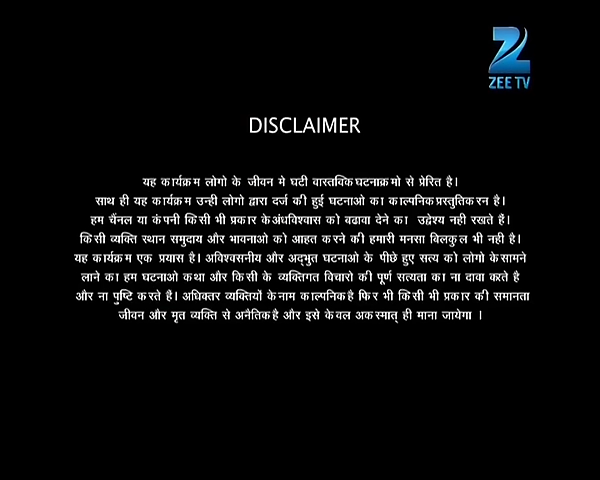 ZEE TV
DISCLAIMER
यह कार्यक्रम लोगो के जीवन मे घटी वास्तविक घटनाक्रमो से प्रेरित है।
साथ ही यह कार्यक्रम उन्ही लोगो द्वारा दर्ज की हुई घटनाओ का काल्पनिक प्रस्तुतिकरन है।
हम चैंनल या कंपनी किसी भी प्रकार के अंधविश्वास को बढावा देने का उद्देश्य नही रखते हैं।
किसी व्यक्ति स्थान समुदाय और भावनाओ को आहत करने की हमारी मनसा बिलकुल भी नही है।
यह कार्यक्रम एक प्रयास है। अविश्वसनीय और अद्भुत घटनाओ के पीछे हुए सत्य को लोगो के सामने
लाने का हम घटनाओ कथा और किसी के व्यक्तिगत विचारो की पूर्ण सत्यता का ना दावा करते है
और ना पुष्टि करते है। अधिक्तर व्यक्तियों के नाम काल्पनिक है फिर भी किसी भी प्रकार की समानता
जीवन और मृत व्यक्ति से अनैतिक है और इसे केवल अकस्मात् ही माना जायेगा ।